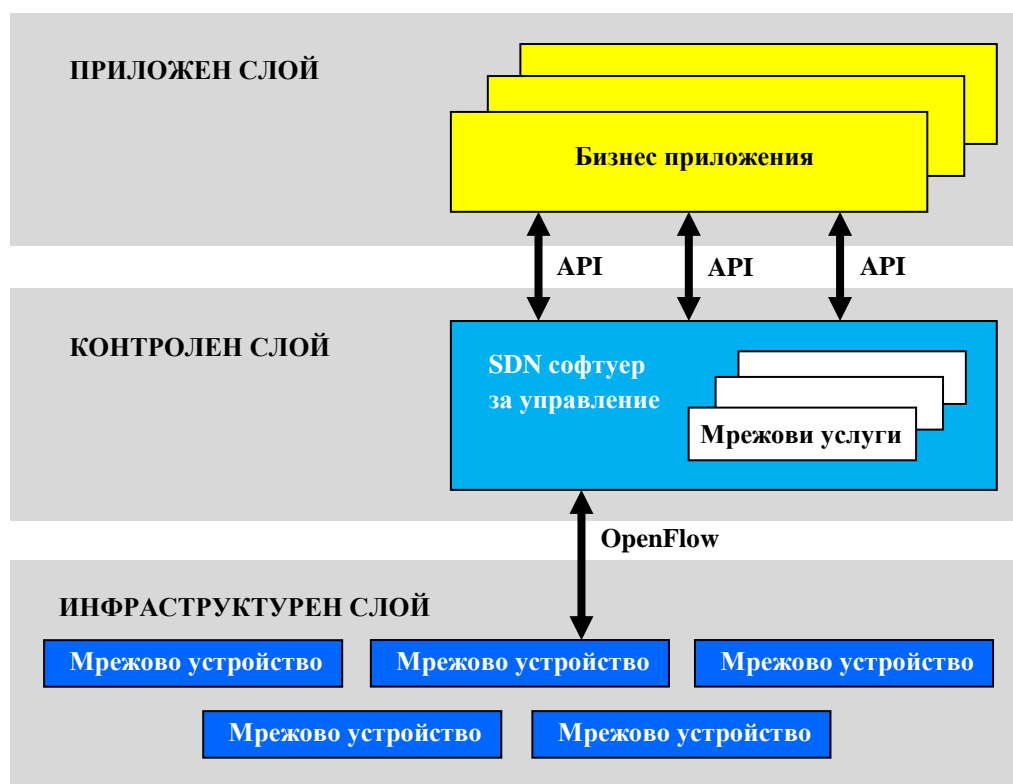 ПРИЛОЖЕН СЛОЙ
Бизнес приложения
API
API
API
КОНТРОЛЕН СЛОЙ
SDN софтуер
за управление
Мрежови услуги
OpenFlow
ИНФРАСТРУКТУРЕН СЛОЙ
Мрежово устройство
Мрежово устройство
Мрежово устройство
Мрежово устройство
Мрежово устройство